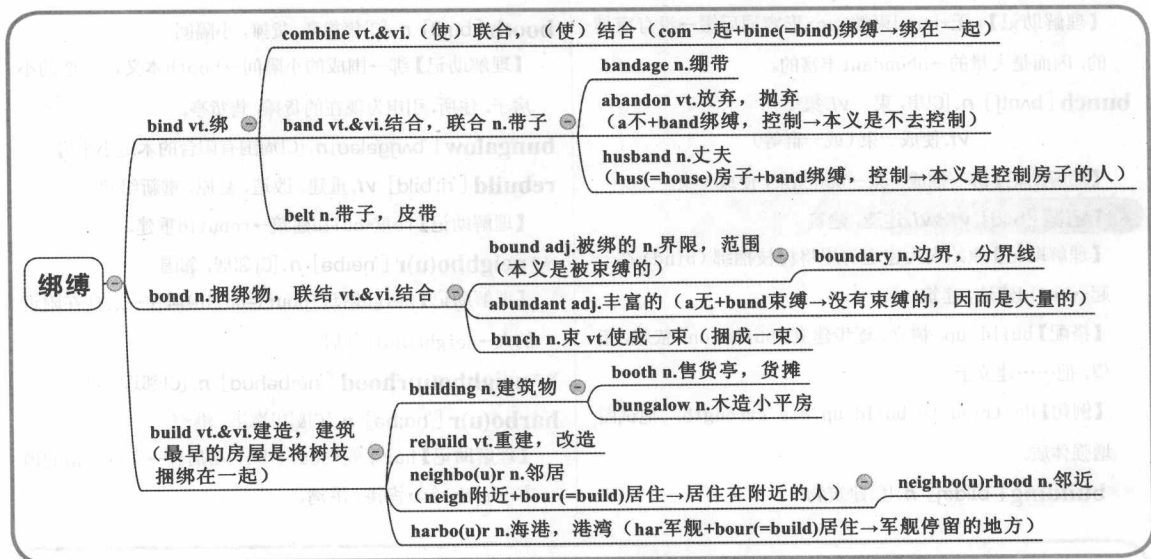 combine vt.&vi.（使）联合；（使）结合（com一起+bine(=bind)绑缚→绑在一起）
bandage n.绷带
abandon vt.放弃，抛弃
（a不+band绑缚，控制→本义是不去控制）
bind vt.绑
band vt.&vi.结合，联合 n.带子
husband n.丈夫
（hus(=house)房子+band绑缚，控制→本义是控制房子的人）
belt n.带子，皮带
bound adj.被绑的 n.界限，范围
（本义是被束缚的）
boundary n.边界，分界线
绑缚
bond n.捆绑物，联结 vt.&vi.结合
abundant adj.丰富的（a无+bund束缚→没有束缚的，因而是大量的）
bunch n.束 vt.使成一束（捆成一束）
building n.建筑物
booth n.售货亭，货摊
bungalow n.木造小平房
build vt.&vi.建造，建筑
（最早的房屋是将树枝
捆绑在一起）
rebuild vt.重建，改造
neighbo(u)r n.邻居
（neigh附近+bour(=build)居住→居住在附近的人）
neighbo(u)rhood n.邻近
harbo(u)r n.海港，港湾（har军舰+bour(=build)居住→军舰停留的地方）